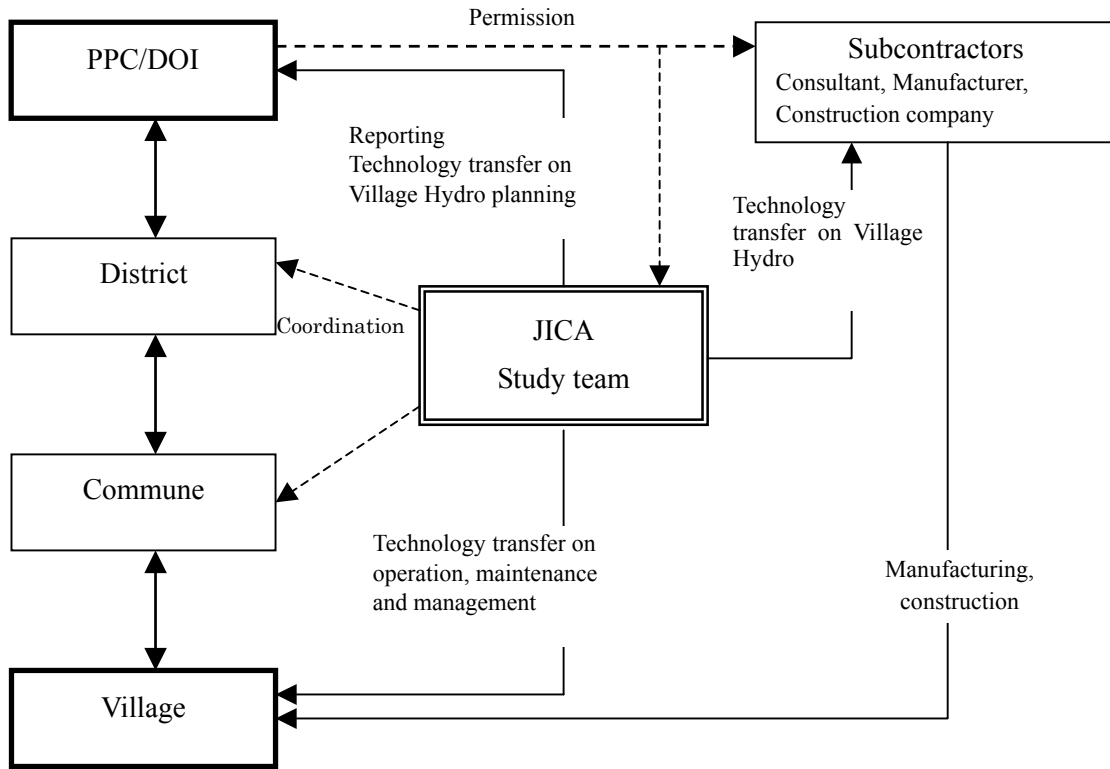 Permission
PPC/DOI
Subcontractors
Consultant, Manufacturer,
Construction company
Reporting
Technology transfer on
Village Hydro planning
Technology
transfer on Village
Hydro
District
Coordination
JICA
Study team
Commune
Technology transfer on
operation, maintenance
and management
Manufacturing,
construction
Village